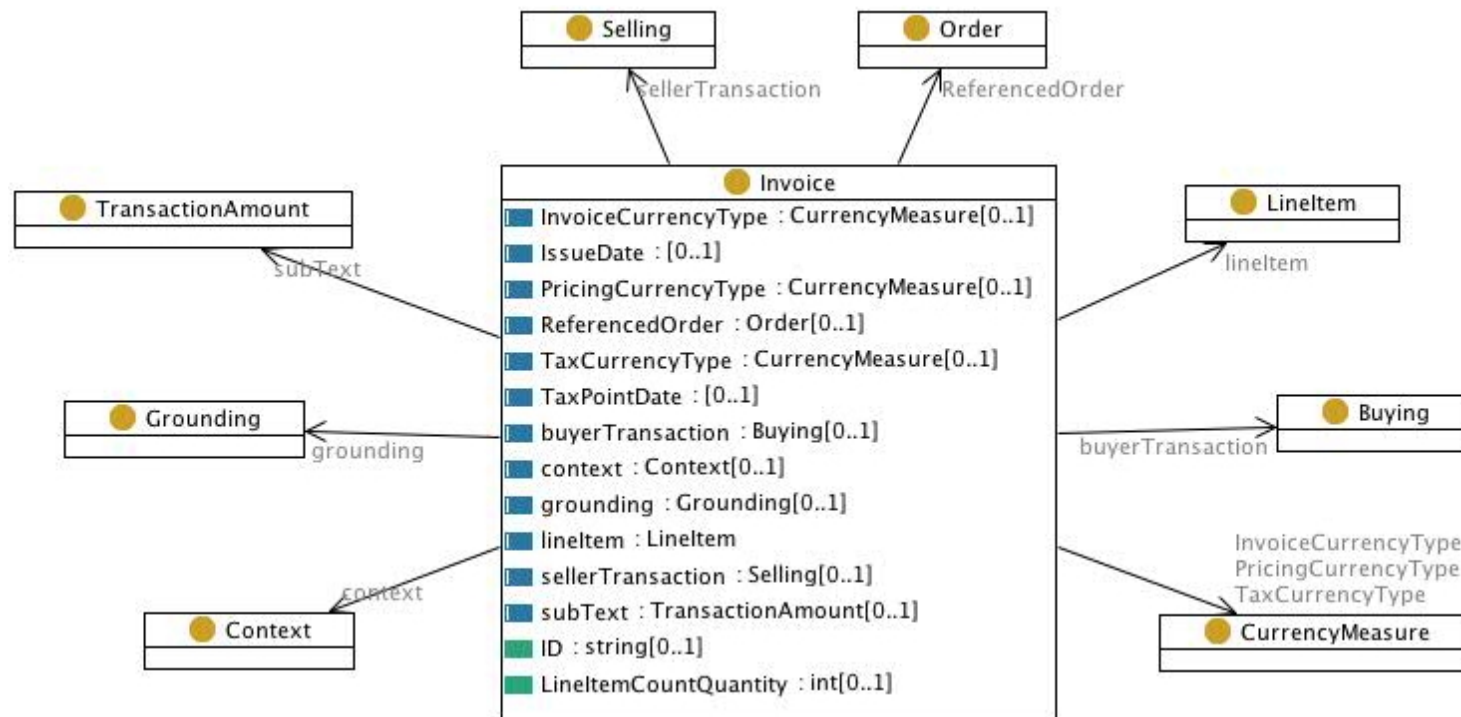 Selling
Order
sellerTransaction
ReferencedOrder
Invoice
TransactionAmount
subText
LineItem
lineItem
InvoiceCurrencyType : CurrencyMeasure[0..1]
IssueDate : [0..1]
PricingCurrencyType : CurrencyMeasure[0..1]
ReferencedOrder : Order[0..1]
TaxCurrencyType : CurrencyMeasure[0..1]
TaxPointDate : [0..1]
buyerTransaction : Buying[0..1]
context : Context[0..1]
grounding : Grounding[0..1]
lineItem : LineItem
sellerTransaction : Selling[0..1]
subText : TransactionAmount[0..1]
ID : string[0..1]
LineItemCountQuantity : int[0..1]
Grounding
grounding
Buying
buyerTransaction
context
Context
InvoiceCurrencyType
PricingCurrencyType
TaxCurrencyType
CurrencyMeasure